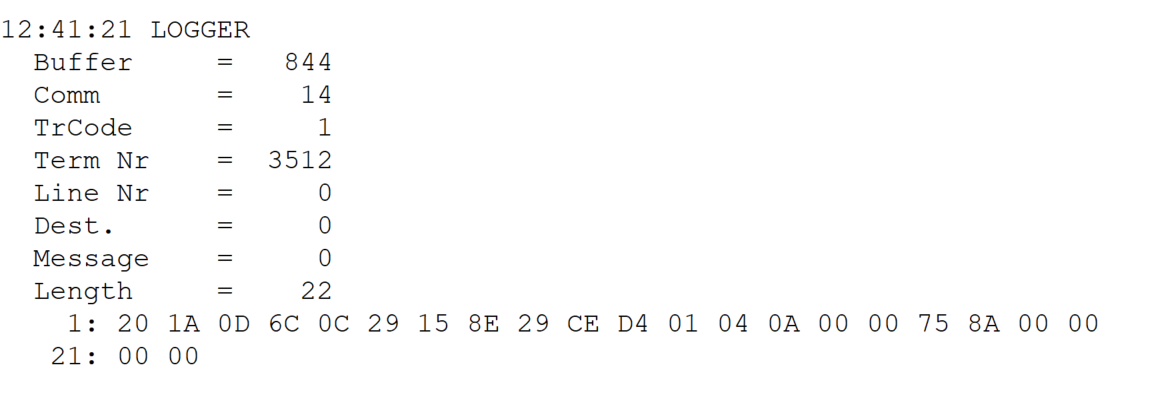 12:41:21 LOGGER
Buffer = 844
Comm = 14
TrCode = 1
Term Nr = 3512
Line Nr = 0
Dest. = 0
Message = 0
Length = 22
1: 20 1A 0D 6C 0C 29 15 8E 29 CE D4 01 04 0A 00 00 75 8A 00 00
21: 00 00